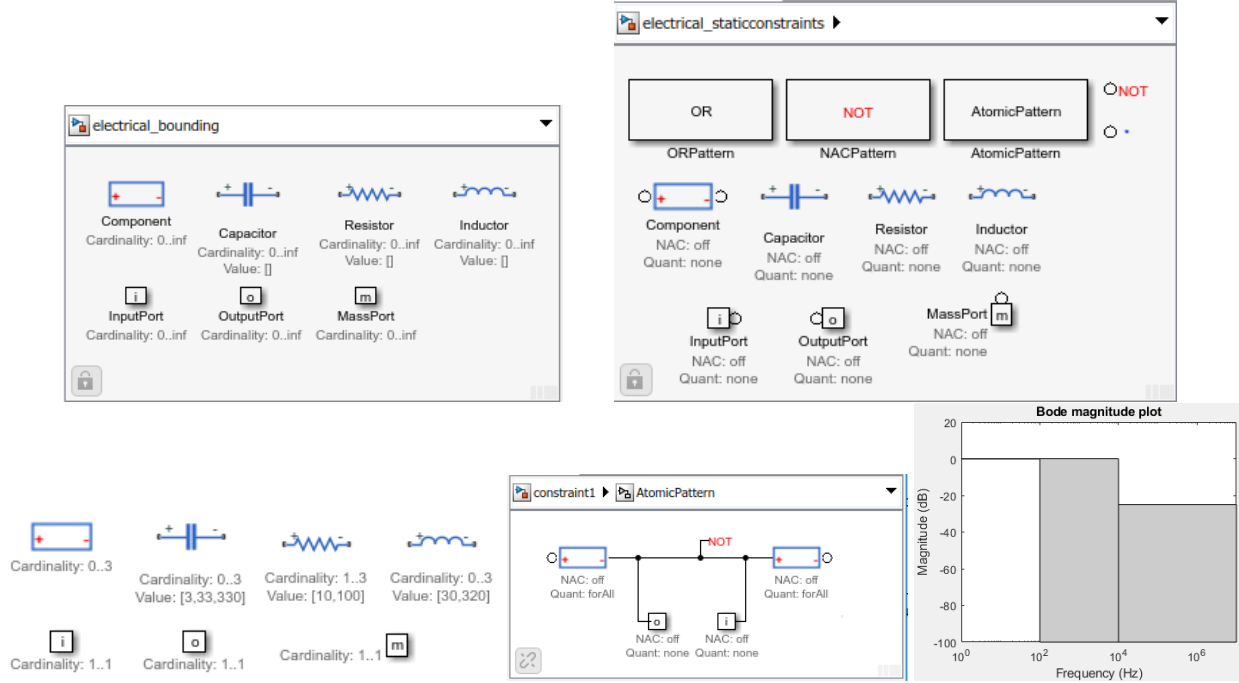 electrical_bounding
+ -
Component
Cardinality: 0..inf
+ -
Capacitor
Cardinality: 0..inf
Value: []
+ -
Resistor
Cardinality: 0..inf
Value: []
+ -
Inductor
Cardinality: 0..inf
Value: []
i
InputPort
Cardinality: 0..inf
o
OutputPort
Cardinality: 0..inf
m
MassPort
Cardinality: 0..inf
electrical_staticconstraints
OR
ORPattern
NOT
NACPattern
AtomicPattern
AtomicPattern
NOT
*
+ -
Component
NAC: off
Quant: none
+ -
Capacitor
NAC: off
Quant: none
+ -
Resistor
NAC: off
Quant: none
+ -
Inductor
NAC: off
Quant: none
i
InputPort
NAC: off
Quant: none
o
OutputPort
NAC: off
Quant: none
MassPort m
NAC: off
Quant: none
+ -
Cardinality: 0..3
+ -
Cardinality: 0..3
Value: [3,33,330]
+ -
Cardinality: 1..3
Value: [10,100]
+ -
Cardinality: 0..3
Value: [30,320]
i
Cardinality: 1..1
o
Cardinality: 1..1
Cardinality: 1..1 m
constraint1 AtomicPattern
NOT
+ -
NAC: off
Quant: forAll
+ -
NAC: off
Quant: forAll
o
NAC: off
Quant: none
i
NAC: off
Quant: none
Bode magnitude plot
Magnitude (dB)
20
0
-20
-40
-60
-80
-100
10^0 10^2 10^4 10^6
Frequency (Hz)